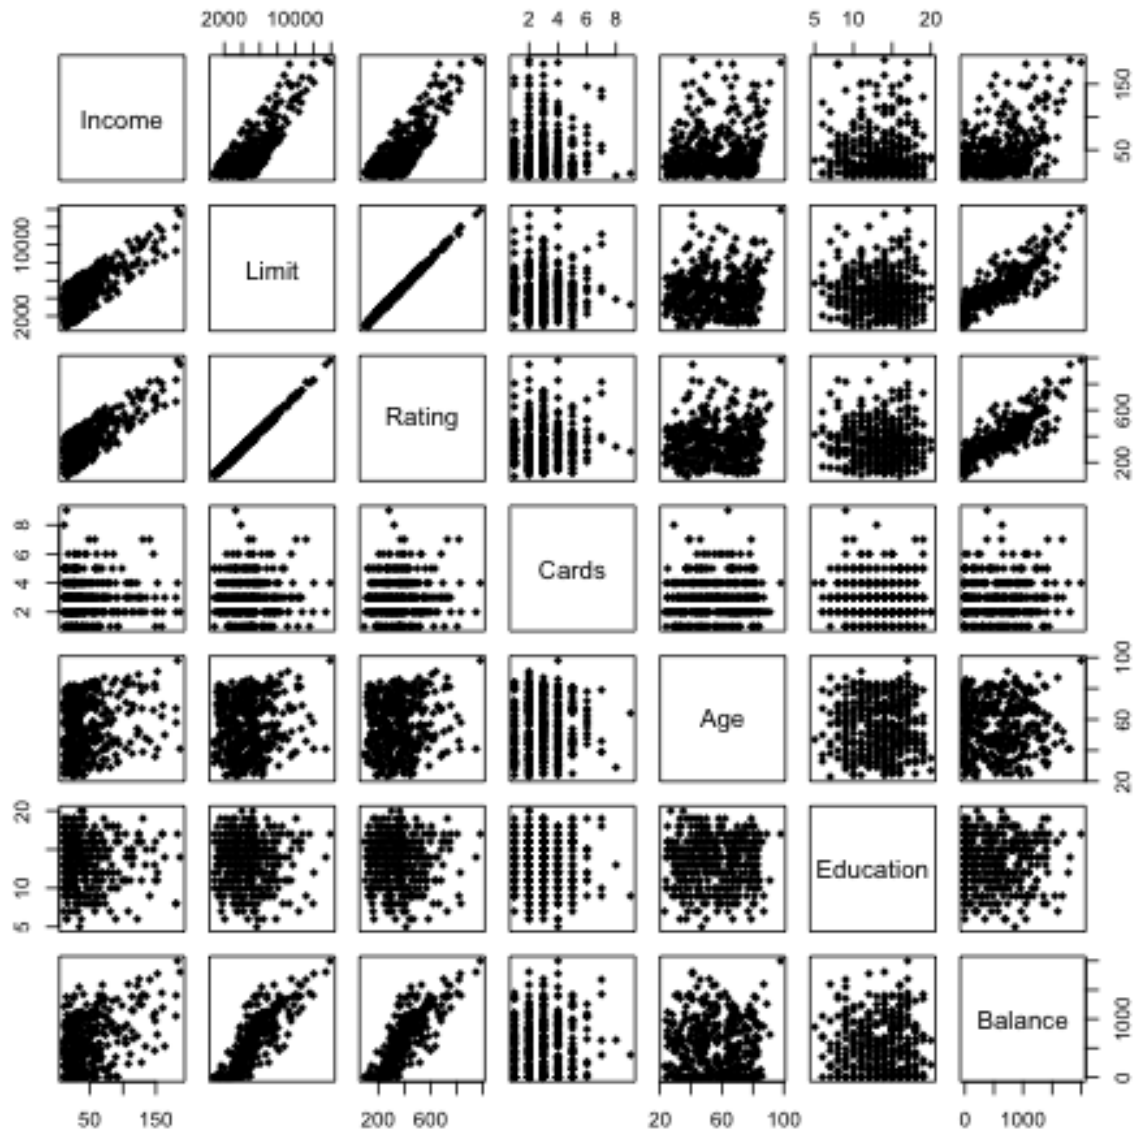 2000 10000 2 4 6 8 5 10 20
Income 50 150
2000 10000 Limit
Rating 200 600
2 4 6 8 Cards
Age 20 60 100
5 10 20 Education
Balance 0 1000
50 150 200 600 20 60 100 0 1000